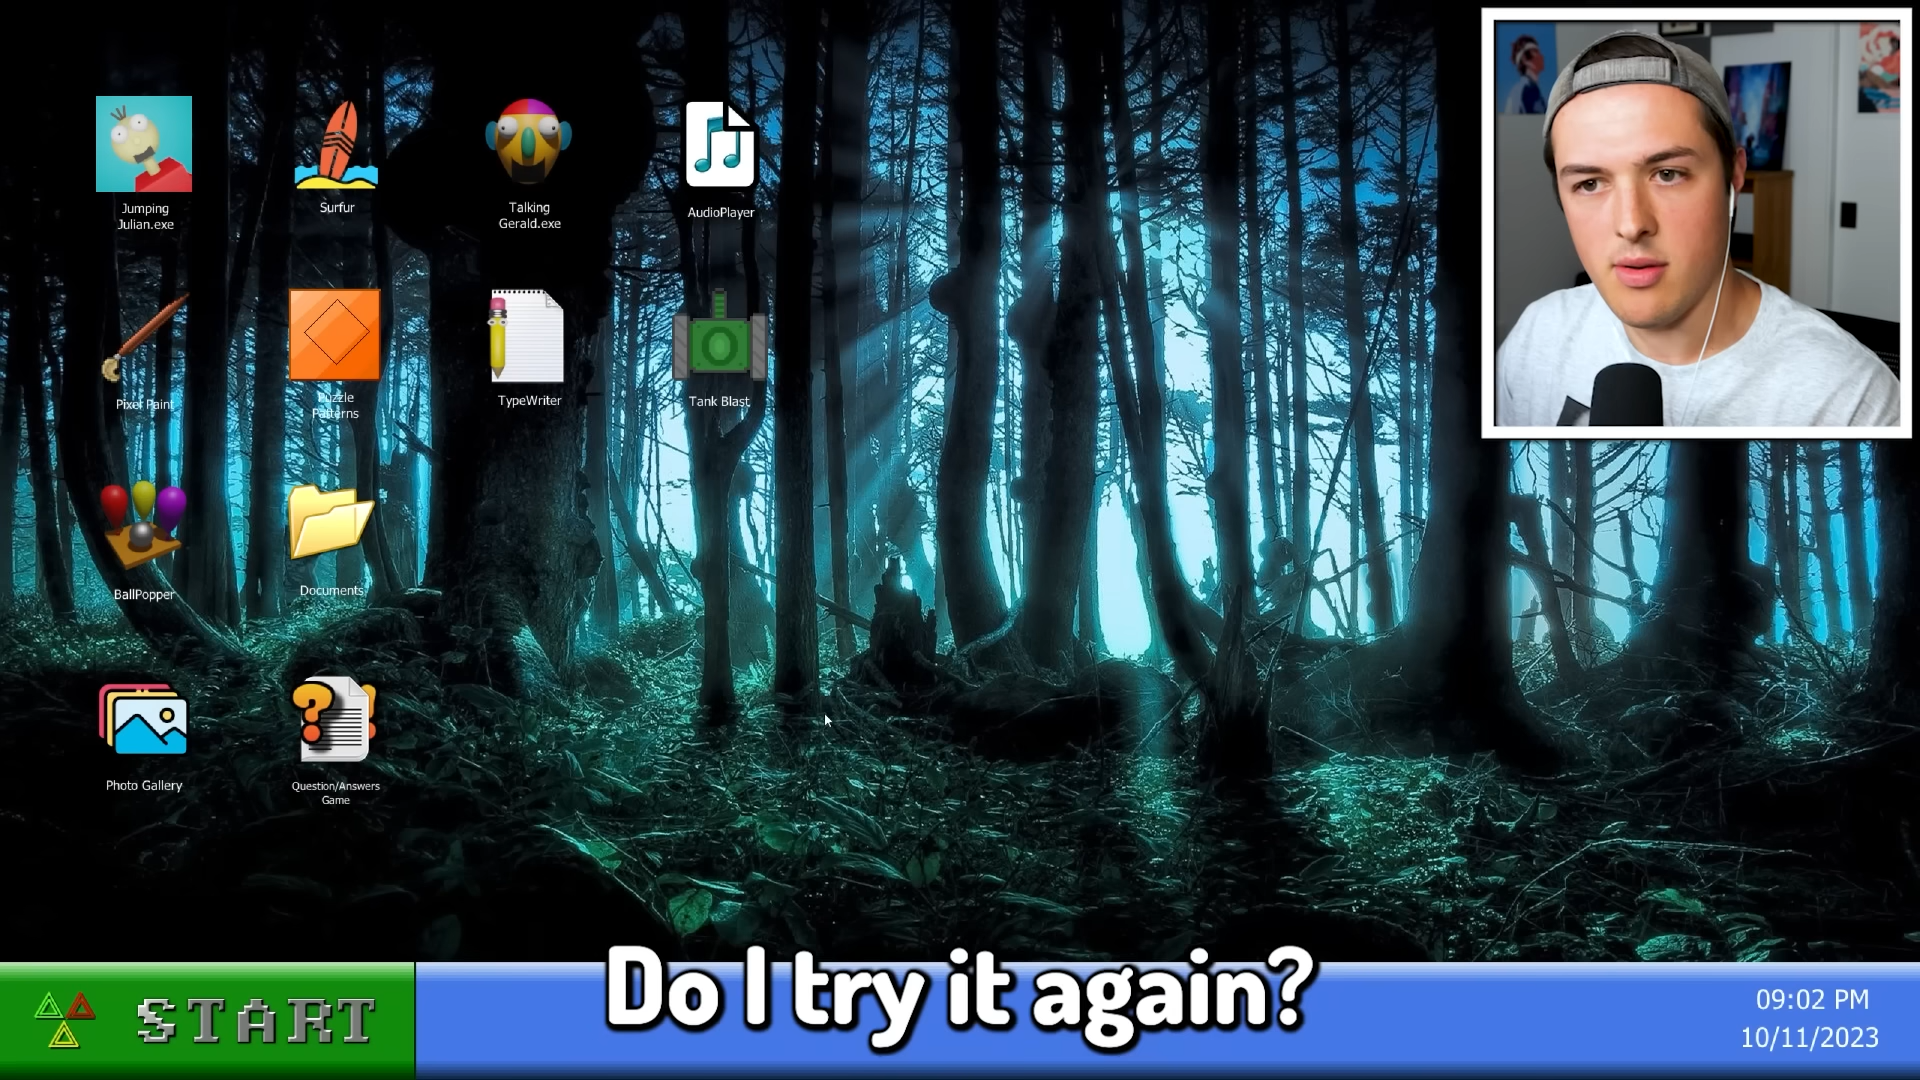 Jumping
Julian.exe
Surfur
Talking
Gerald.exe
AudioPlayer
Pixel Paint
Puzzle
Patterns
TypeWriter
Tank Blast
BallPopper
Documents
Photo Gallery
Question/Answers
Game
Do I try it again?
START
09:02 PM
10/11/2023